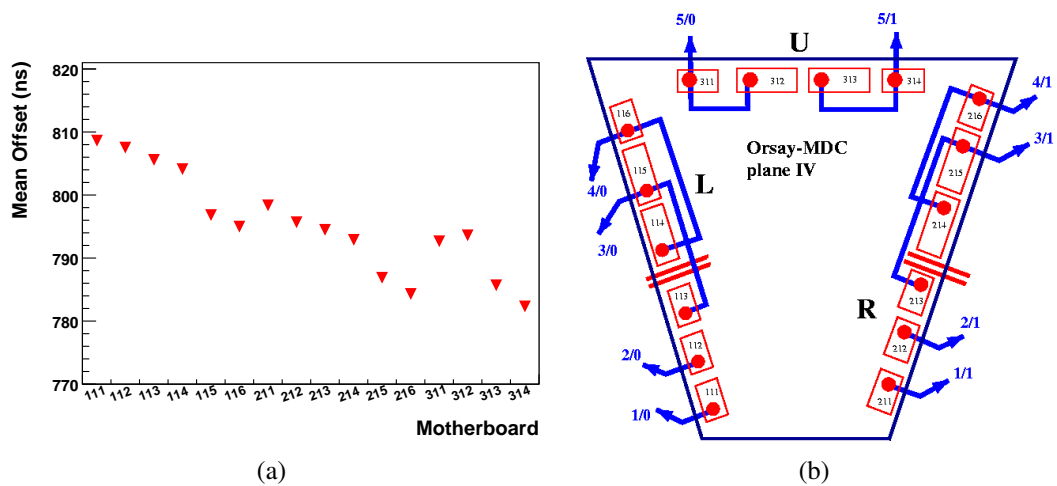 Mean Offset (ns)
820
810
800
790
780
770
111 112 113 114 115 116 211 212 213 214 215 216 311 312 313 314
Motherboard
(a)
5/0 5/1
U
311 312 313 314
4/1
116 216
3/1
Orsay-MDC
plane IV
115 L 215
4/0
114 214
3/0
113 R 213
2/1
2/0 112 212
1/1
111 211
1/0
(b)